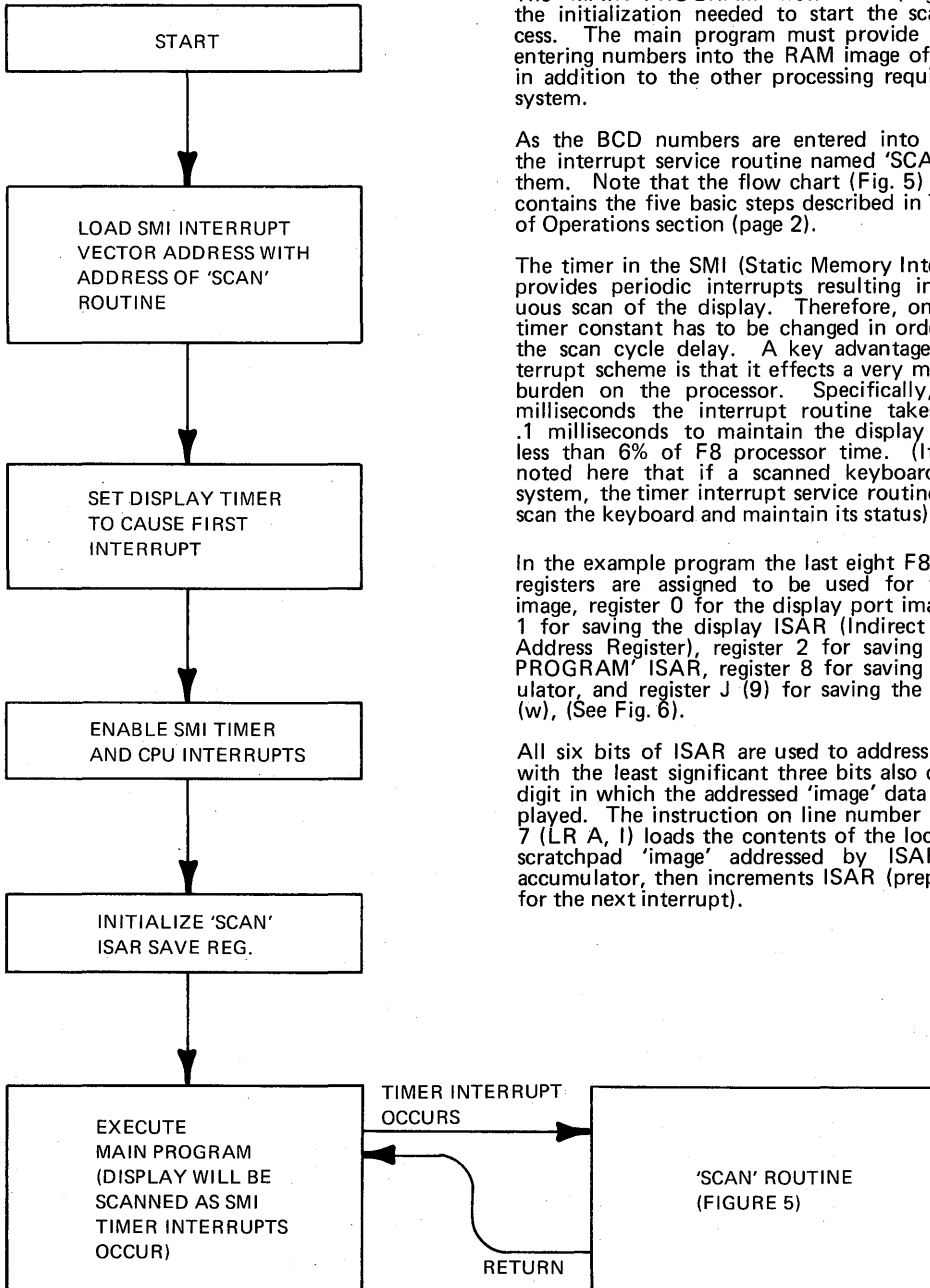 START
LOAD SMI INTERRUPT
VECTOR ADDRESS WITH
ADDRESS OF 'SCAN'
ROUTINE
SET DISPLAY TIMER
TO CAUSE FIRST
INTERRUPT
ENABLE SMI TIMER
AND CPU INTERRUPTS
INITIALIZE 'SCAN'
ISAR SAVE REG.
EXECUTE
MAIN PROGRAM
(DISPLAY WILL BE
SCANNED AS SMI
TIMER INTERRUPTS
OCCUR)
TIMER INTERRUPT
OCCURS
RETURN
'SCAN' ROUTINE
(FIGURE 5)
the initialization needed to start the
cess. The main program must provide
entering numbers into the RAM image of
in addition to the other processing
system.
As the BCD numbers are entered into
the interrupt service routine named
them. Note that the flow chart (Fig. 5)
contains the five basic steps described in
of Operations section (page 2).
The timer in the SMI (Static Memory
provides periodic interrupts resulting
uous scan of the display. Therefore,
timer constant has to be changed in
the scan cycle delay. A key advantage
terrupt scheme is that it effects a very
burden on the processor. Specifically,
milliseconds the interrupt routine
.1 milliseconds to maintain the display
less than 6% of F8 processor time.
noted here that if a scanned
system, the timer interrupt service
scan the keyboard and maintain its status)
In the example program the last eight F8
registers are assigned to be used for
image, register 0 for the display port
1 for saving the display ISAR (Indirect
Address Register), register 2 for saving
PROGRAM' ISAR, register 8 for saving
ulator, and register J (9) for saving the
(w), (See Fig. 6).
All six bits of ISAR are used to address
with the least significant three bits also
digit in which the addressed 'image' data
played. The instruction on line number
7 (LR A, I) loads the contents of the
scratchpad 'image' addressed by
accumulator, then increments ISAR
for the next interrupt).